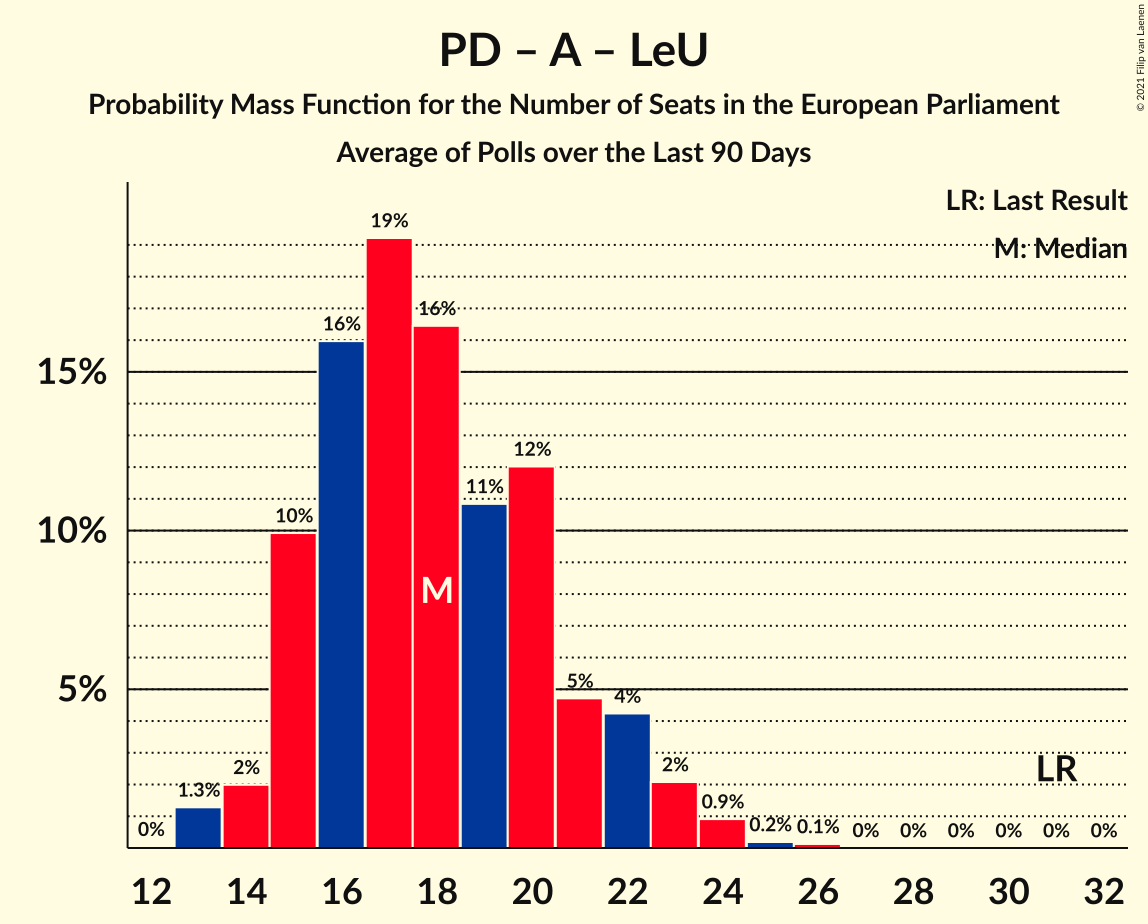 PD – A – LeU
Probability Mass Function for the Number of Seats in the European Parliament
Average of Polls over the Last 90 Days
© 2021 Filip van Laenen
LR: Last Result
M: Median
15%
10%
5%
0%
1.3%
2%
10%
16%
19%
16%
11%
12%
5%
4%
2%
0.9%
0.2%
0.1%
0%
0%
0%
0%
0%
0%
M
LR
12 14 16 18 20 22 24 26 28 30 32